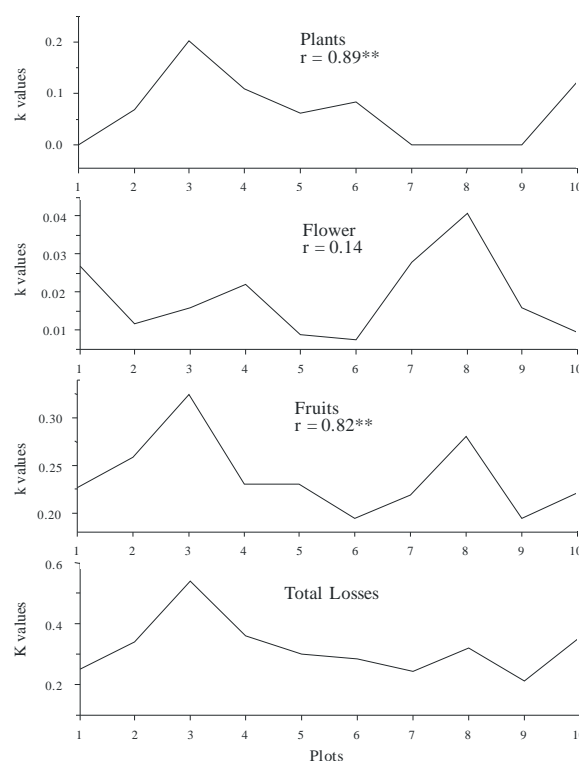 Plants
r = 0.89**
k values
0.2
0.1
0.0
1 2 3 4 5 6 7 8 9 10
Flower
r = 0.14
k values
0.04
0.03
0.02
0.01
1 2 3 4 5 6 7 8 9 10
Fruits
r = 0.82**
k values
0.30
0.25
0.20
1 2 3 4 5 6 7 8 9 10
Total Losses
K values
0.6
0.4
0.2
1 2 3 4 5 6 7 8 9 10
Plots